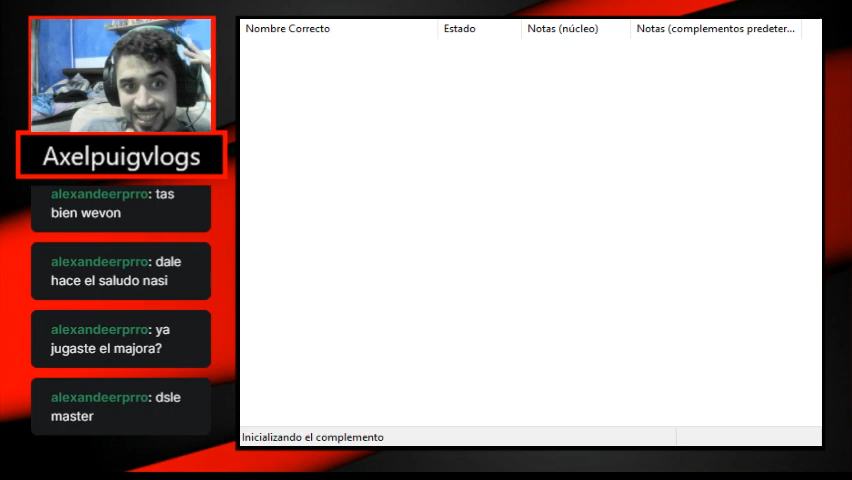 Axelpuigvlogs
alexandeerprro: tas
bien wevon
alexandeerprro: dale
hace el saludo nasi
alexandeerprro: ya
jugaste el majora?
alexandeerprro: dsle
master
Nombre Correcto Estado Notas (núcleo) Notas (complementos predeter...
Inicializando el complemento